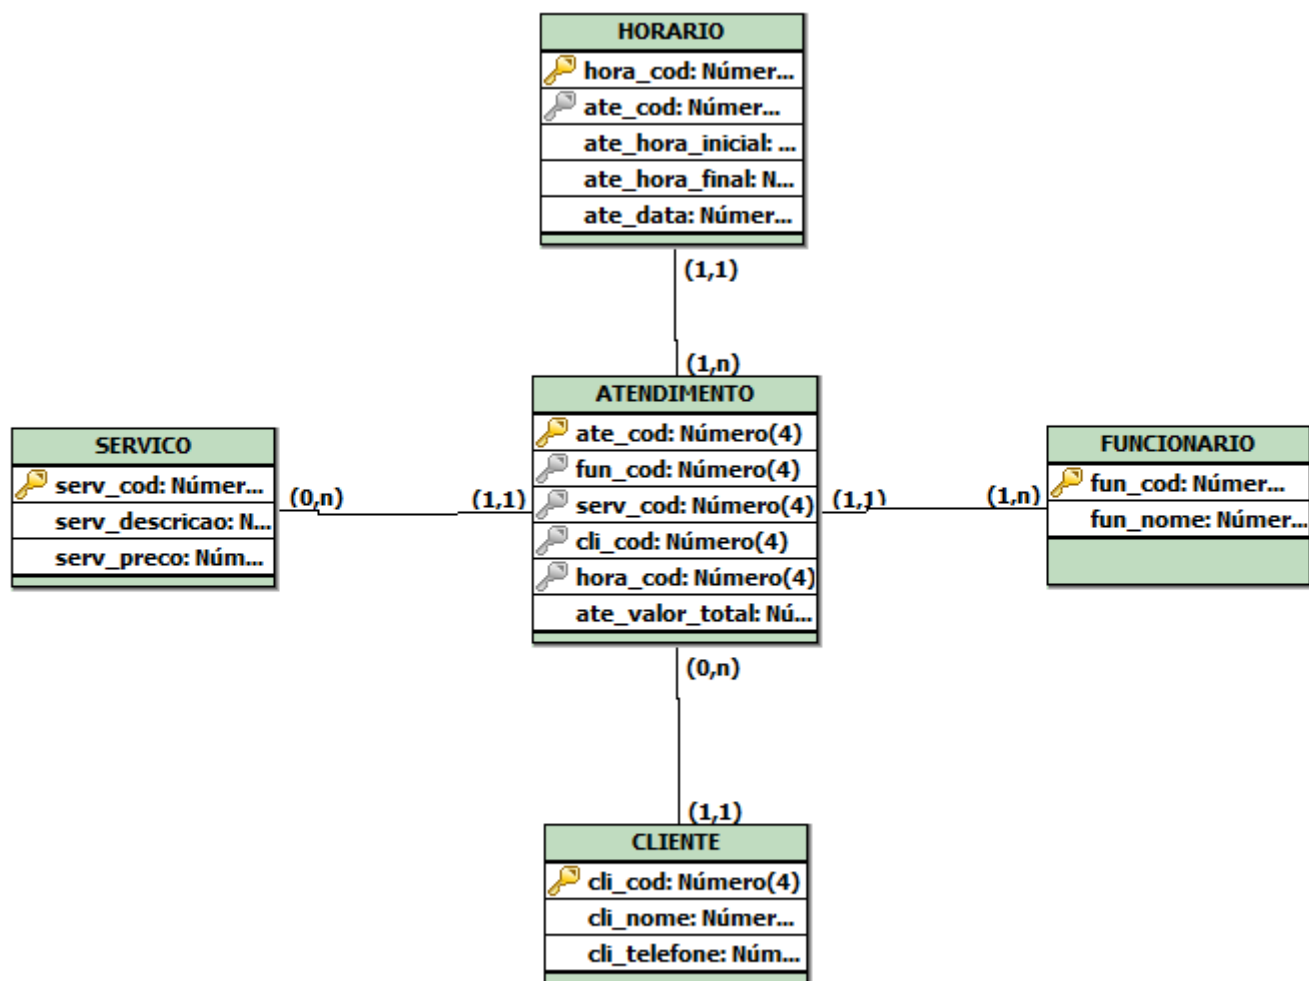 HORARIO
hora_cod: Númer...
ate_cod: Númer...
ate_hora_inicial: ...
ate_hora_final: N...
ate_data: Númer...
(1,1)
(1,n)
ATENDIMENTO
ate_cod: Número(4)
fun_cod: Número(4)
serv_cod: Número(4)
cli_cod: Número(4)
hora_cod: Número(4)
ate_valor_total: Nú...
SERVICO
serv_cod: Númer...
serv_descricao: N...
serv_preco: Núm...
(0,n)
(1,1)
(1,1)
(1,n)
FUNCIONARIO
fun_cod: Númer...
fun_nome: Númer...
(0,n)
(1,1)
CLIENTE
cli_cod: Número(4)
cli_nome: Númer...
cli_telefone: Núm...